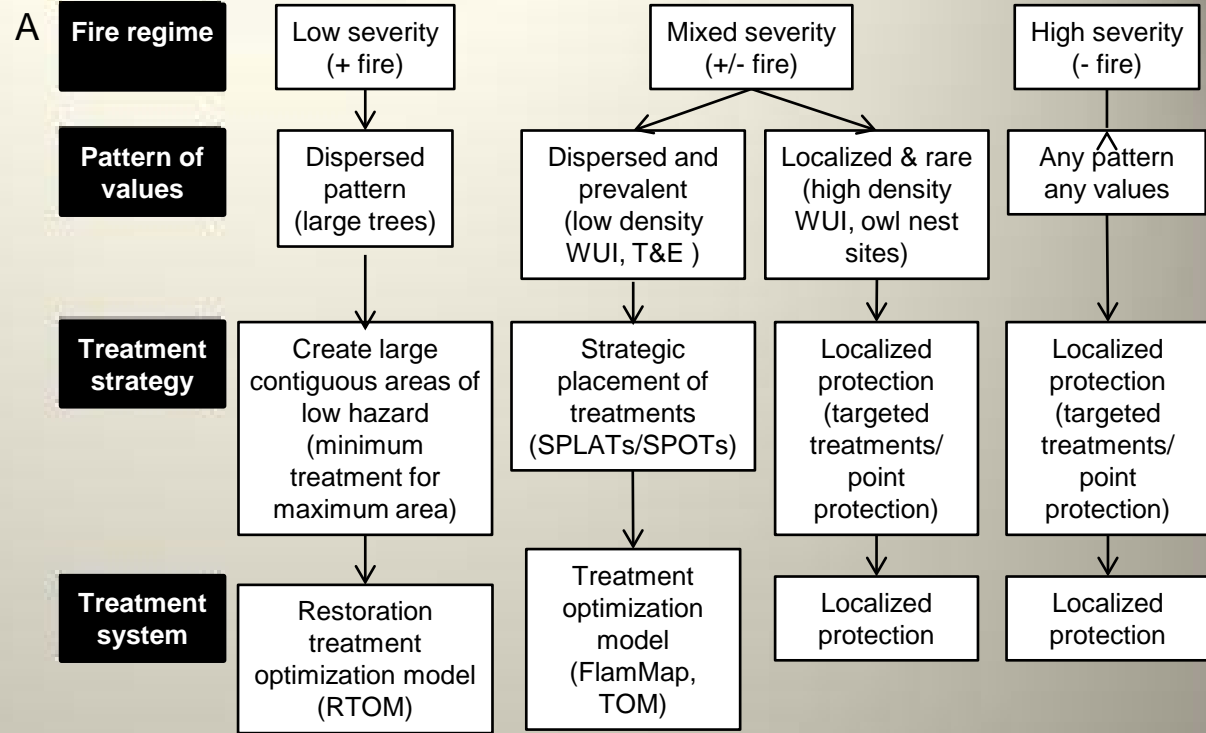 A
Fire regime
Low severity
(+ fire)
Mixed severity
(+/- fire)
High severity
(- fire)
Pattern of
values
Dispersed
pattern
(large trees)
Dispersed and
prevalent
(low density
WUI, T&E )
Localized & rare
(high density
WUI, owl nest
sites)
Any pattern
any values
Treatment
strategy
Create large
contiguous areas of
low hazard
(minimum
treatment for
maximum area)
Strategic
placement of
treatments
(SPLATs/SPOTs)
Localized
protection
(targeted
treatments/
point
protection)
Localized
protection
(targeted
treatments/
point
protection)
Treatment
system
Restoration
treatment
optimization model
(RTOM)
Treatment
optimization
model
(FlamMap,
TOM)
Localized
protection
Localized
protection